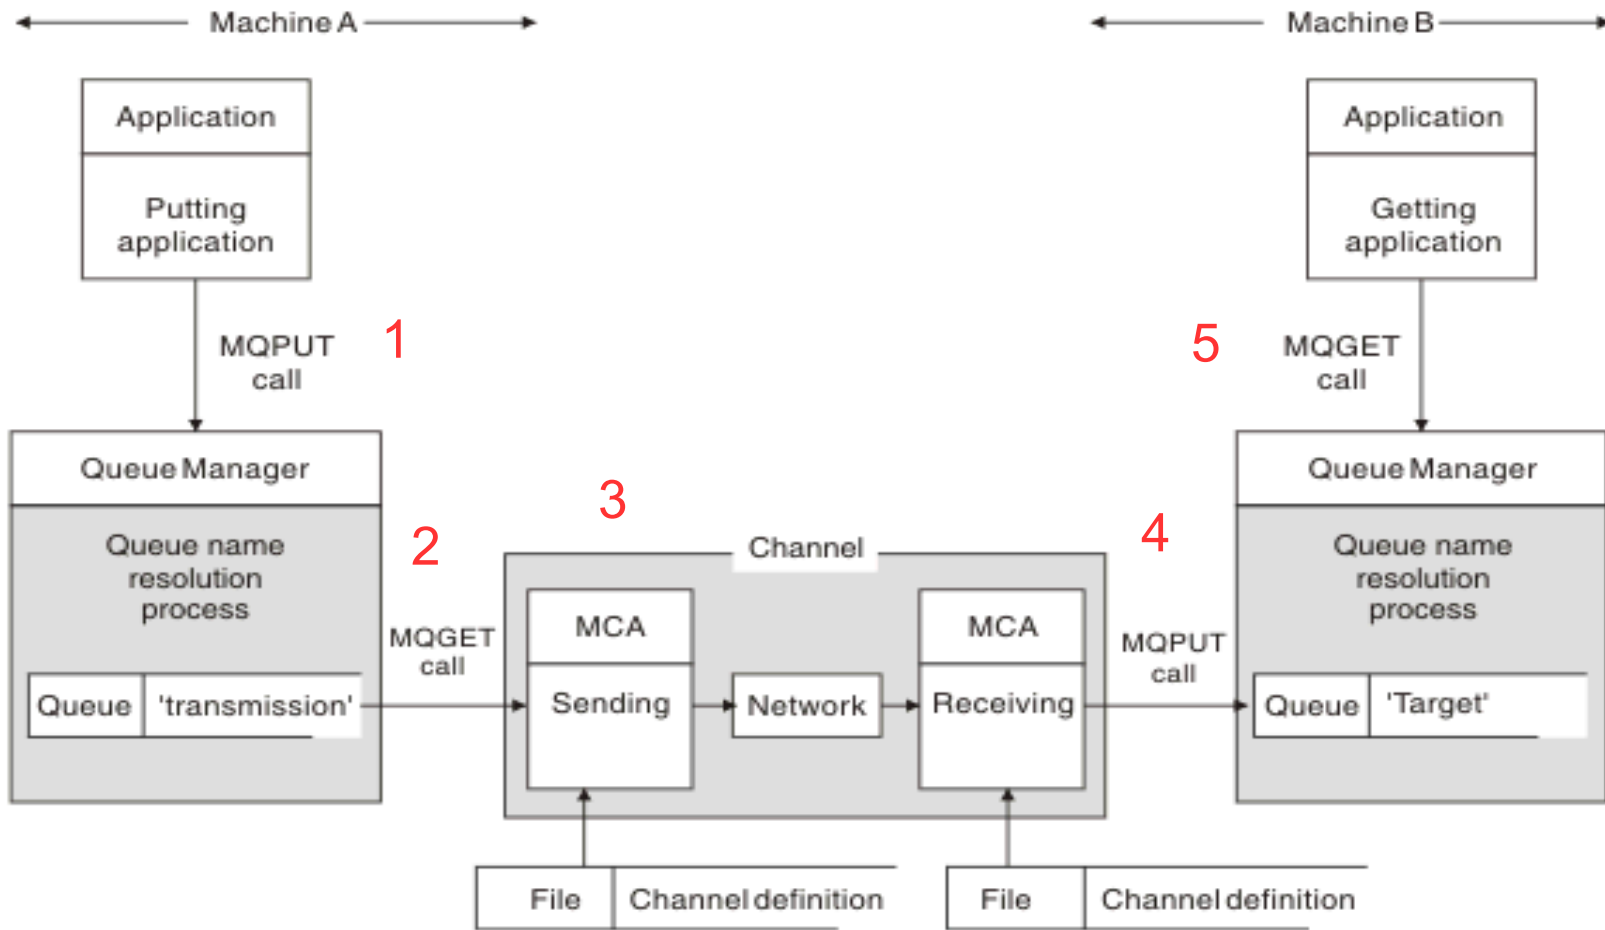 Machine A
Machine B
Application
Putting
application
Application
Getting
application
MQPUT
call
1
5
MQGET
call
Queue Manager
Queue name
resolution
process
Queue 'transmission'
2
MQGET
call
3
Channel
MCA
Sending
Network
MCA
Receiving
4
MQPUT
call
Queue Manager
Queue name
resolution
process
Queue 'Target'
File Channel definition
File Channel definition